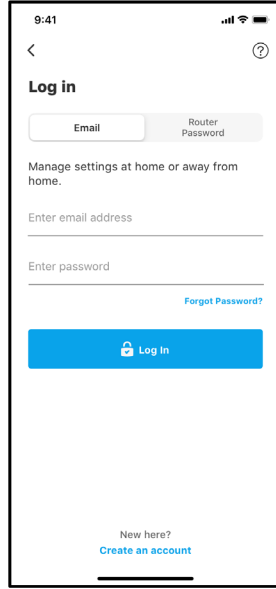 9:41
Log in
Email
Router
Password
Manage settings at home or away from
home.
Enter email address
Enter password
Forgot Password?
Log In
New here?
Create an account